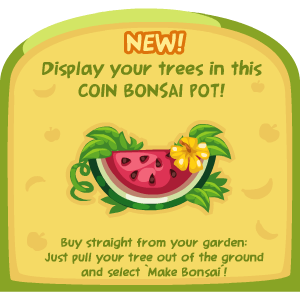 NEW!
Display your trees in this
COIN BONSAI POT!
Buy straight from your garden:
Just pull your tree out of the ground
and select `Make Bonsai`!